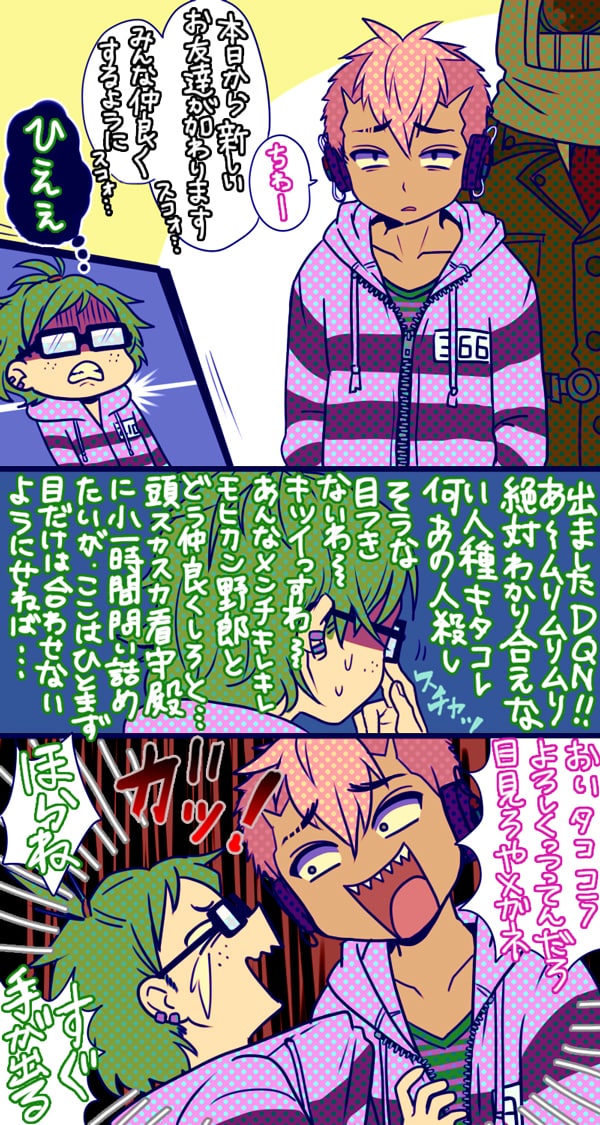 本日から新しい
お友達が加わります
スコォ…
みんな仲良く
するように
スコォ…
ちわー
ひえぇ
366
10
出ましたDQN!!
あ〜ムリムリムリ
絶対わかり合えな
い人種キタコレ
何あの人殺し
そうな
目つき
ないわ〜
キツイっすわ〜
あんなメンチキレキレ
モヒカン野郎と
どう仲良くしろと…
頭スカスカ看守殿
に小一時間問い詰め
たいが、ここはひとまず
目だけは合わせない
ようにせねば…
スチャッ
おいタココラ
よろしくっつってんだろ
目見ろやメガネ
ガッ!
ほらね
すぐ
手が出る